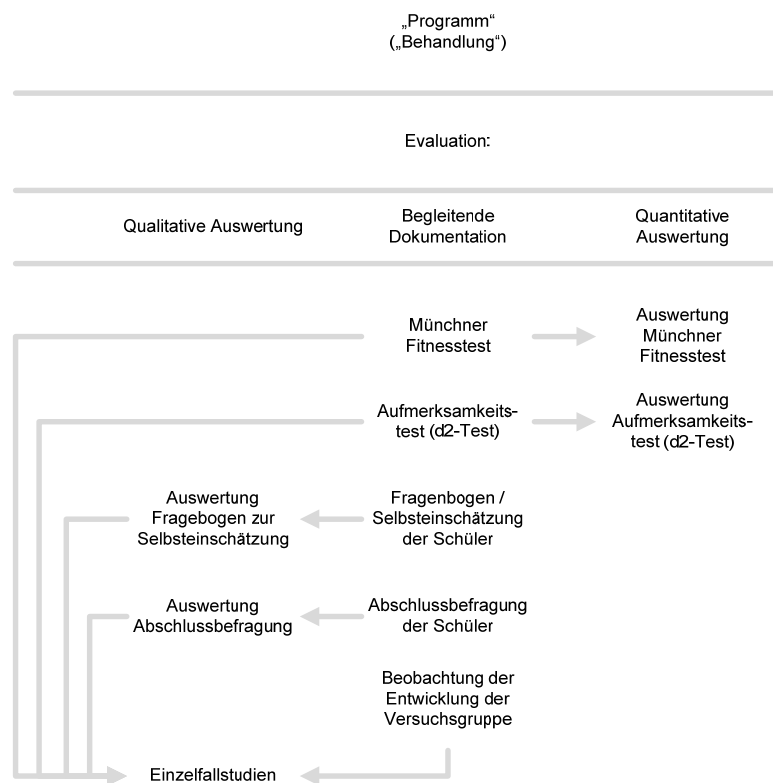 „Programm“
(„Behandlung“)
Evaluation:
Qualitative Auswertung
Begleitende
Dokumentation
Quantitative
Auswertung
Münchner
Fitnesstest
Auswertung
Münchner
Fitnesstest
Aufmerksamkeits-
test (d2-Test)
Auswertung
Aufmerksamkeits-
test (d2-Test)
Auswertung
Fragebogen zur
Selbsteinschätzung
Fragenbogen /
Selbsteinschätzung
der Schüler
Auswertung
Abschlussbefragung
Abschlussbefragung
der Schüler
Beobachtung der
Entwicklung der
Versuchsgruppe
Einzelfallstudien